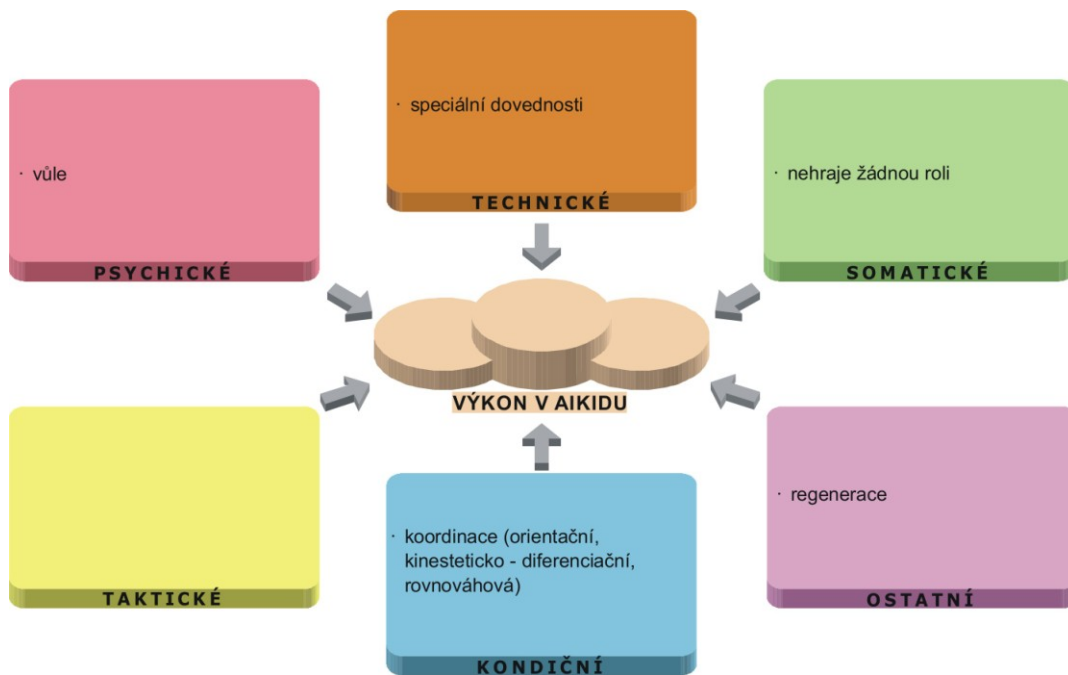 · speciální dovednosti
TECHNICKÉ
· vůle
PSYCHICKÉ
· nehraje žádnou roli
SOMATICKÉ
VÝKON V AIKIDU
TAKTICKÉ
· koordinace (orientační,
kinesteticko - diferenciační,
rovnováhová)
KONDIČNÍ
· regenerace
OSTATNÍ